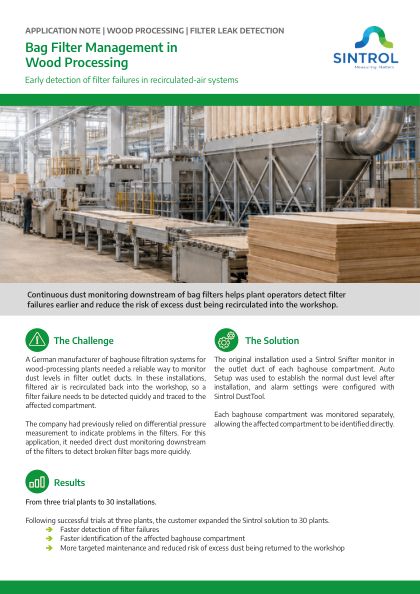 APPLICATION NOTE | WOOD PROCESSING | FILTER LEAK DETECTION
Bag Filter Management in
Wood Processing
Early detection of filter failures in recirculated-air systems
SINTROL
Measuring Matters
Continuous dust monitoring downstream of bag filters helps plant operators detect filter
failures earlier and reduce the risk of excess dust being recirculated into the workshop.
The Challenge
A German manufacturer of baghouse filtration systems for
wood-processing plants needed a reliable way to monitor
dust levels in filter outlet ducts. In these installations,
filtered air is recirculated back into the workshop, so a
filter failure needs to be detected quickly and traced to the
affected compartment.
The company had previously relied on differential pressure
measurement to indicate problems in the filters. For this
application, it needed direct dust monitoring downstream
of the filters to detect broken filter bags more quickly.
The Solution
The original installation used a Sintrol Snifter monitor in
the outlet duct of each baghouse compartment. Auto
Setup was used to establish the normal dust level after
installation, and alarm settings were configured with
Sintrol DustTool.
Each baghouse compartment was monitored separately,
allowing the affected compartment to be identified directly.
Results
From three trial plants to 30 installations.
Following successful trials at three plants, the customer expanded the Sintrol solution to 30 plants.
Faster detection of filter failures
Faster identification of the affected baghouse compartment
More targeted maintenance and reduced risk of excess dust being returned to the workshop